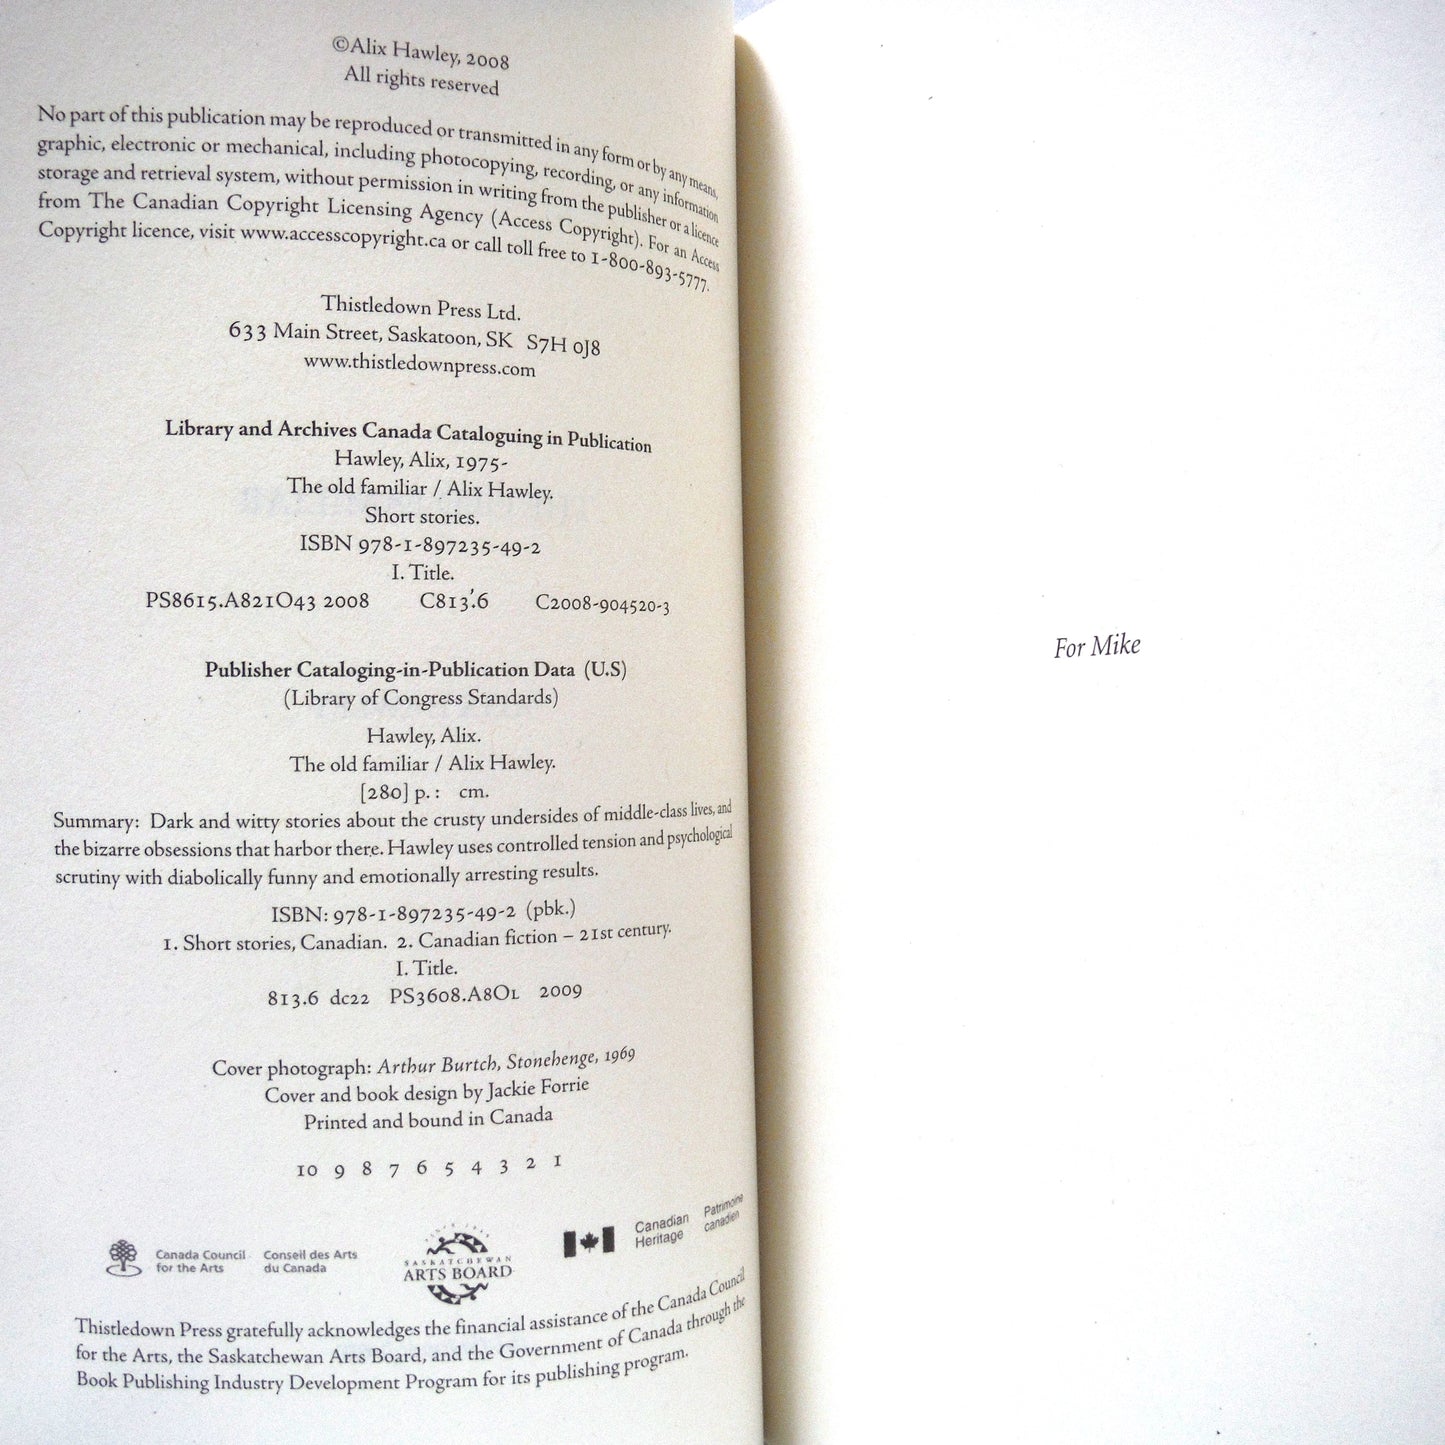 ©Alix Hawley, 2008
All rights reserved
No part of this publication may be reproduced or transmitted in any form or by any means,
graphic, electronic or mechanical, including photocopying, recording, or any information
storage and retrieval system, without permission in writing from the publisher or a licence
from The Canadian Copyright Licensing Agency (Access Copyright). For an Access
Copyright licence, visit www.accesscopyright.ca or call toll free to 1-800-893-5777.
Thistledown Press Ltd.
633 Main Street, Saskatoon, SK S7H 0J8
www.thistledownpress.com
Library and Archives Canada Cataloguing in Publication
Hawley, Alix, 1975-
The old familiar / Alix Hawley.
Short stories.
ISBN 978-1-897235-49-2
I. Title.
PS8615.A821O43 2008 C813'.6 C2008-904520-3
Publisher Cataloging-in-Publication Data (U.S)
(Library of Congress Standards)
Hawley, Alix.
The old familiar / Alix Hawley.
[280] p. : cm.
Summary: Dark and witty stories about the crusty undersides of middle-class lives, and
the bizarre obsessions that harbor there. Hawley uses controlled tension and psychological
scrutiny with diabolically funny and emotionally arresting results.
ISBN: 978-1-897235-49-2 (pbk.)
1. Short stories, Canadian. 2. Canadian fiction – 21st century.
I. Title.
813.6 dc22 PS3608.A8OL 2009
Cover photograph: Arthur Burtch, Stonehenge, 1969
Cover and book design by Jackie Forrie
Printed and bound in Canada
10 9 8 7 6 5 4 3 2 1
Canada Council for the Arts Conseil des Arts du Canada
SASKATCHEWAN
ARTS BOARD
Canadian Heritage Patrimoine canadien
Thistledown Press gratefully acknowledges the financial assistance of the Canada Council
for the Arts, the Saskatchewan Arts Board, and the Government of Canada through the
Book Publishing Industry Development Program for its publishing program.
For Mike